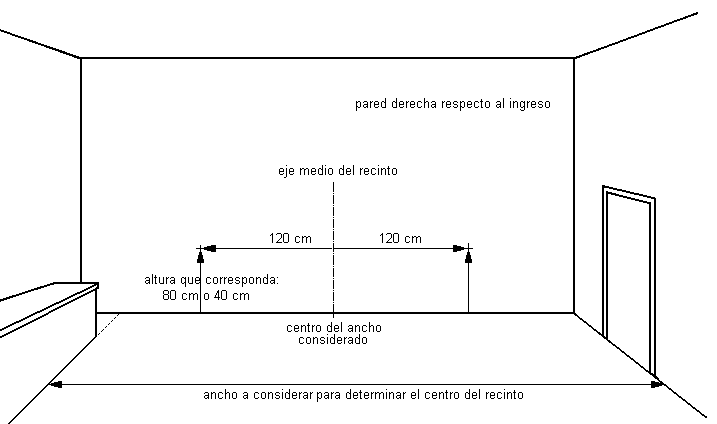 pared derecha respecto al ingreso
eje medio del recinto
120 cm
120 cm
altura que corresponda:
80 cm o 40 cm
centro del ancho
considerado
ancho a considerar para determinar el centro del recinto